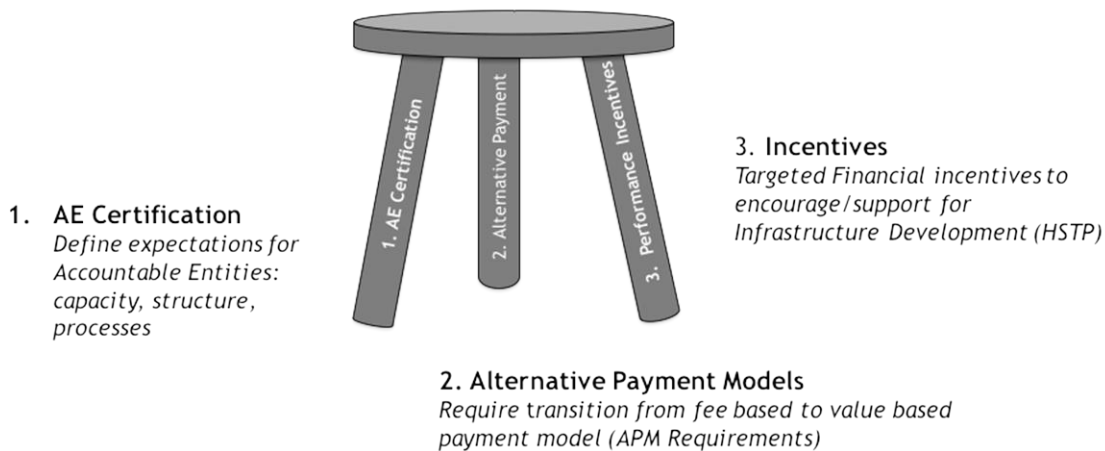 1. AE Certification
2. Alternative Payment
3. Performance Incentives
1. AE Certification
Define expectations for
Accountable Entities:
capacity, structure,
processes
3. Incentives
Targeted Financial incentives to
encourage/support for
Infrastructure Development (HSTP)
2. Alternative Payment Models
Require transition from fee based to value based
payment model (APM Requirements)